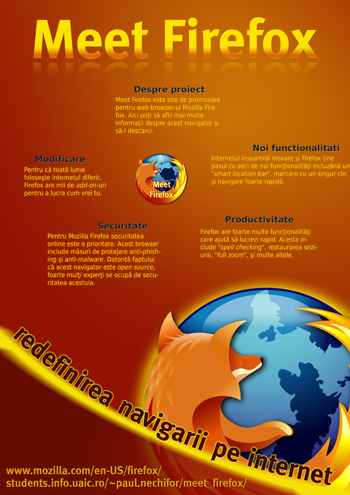 Meet Firefox
Despre proiect
Meet Firefox este site de promovare
pentru web browser-ul Mozilla Fire-
fox. Aici poți să afli mai multe
informații despre acest navigator și
să-l descarci.
Noi functionalitati
Internetul înseamnă inovare și Firefox ține
pasul cu zeci de noi funcționalități incluzând un
"smart location bar", marcare cu un singur clic
și navigare foarte rapidă.
Modificare
Pentru că toată lume
folosește internetul diferit,
Firefox are mii de add-on-uri
pentru a lucra cum vrei tu.
Meet
Firefox
Productivitate
Firefox are foarte multe funcționalăți
care ajută să lucrezi rapid. Acesta in-
clude "spell checking", restaurarea sezi-
unii, "full zoom", și multe altele.
Securitate
Pentru Mozilla Firefox securitatea
online este o prioritate. Acest browser
include măsuri de protejare anti-phish-
ing și anti-malware. Datorită faptului
că acest navigator este open source,
foarte mulți experți se ocupă de secu-
ritatea acestuia.
redefinirea navigarii pe internet
www.mozilla.com/en-US/firefox/
students.info.uaic.ro/~paul.nechifor/meet_firefox/